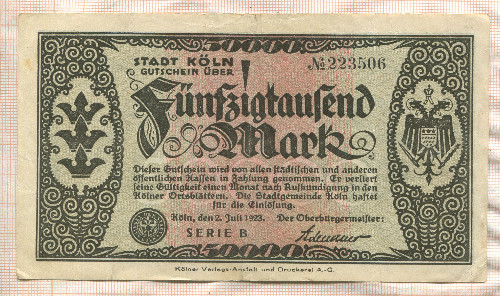 50000
STADT KÖLN
GUTSCHEIN ÜBER
№ 223506
Fünfzigtausend
Mark
Dieser Gutschein wird von allen städtischen und anderen
öffentlichen Kassen in Zahlung genommen. Er verliert
seine Gültigkeit einen Monat nach Aufkündigung in den
Kölner Ortsblättern. Die Stadtgemeinde Köln haftet
für die Einlösung.
Köln, den 2. Juli 1923. Der Oberbürgermeister:
SERIE B
Adenauer
50000
Kölner Verlags-Anstalt und Druckerei A.-G.